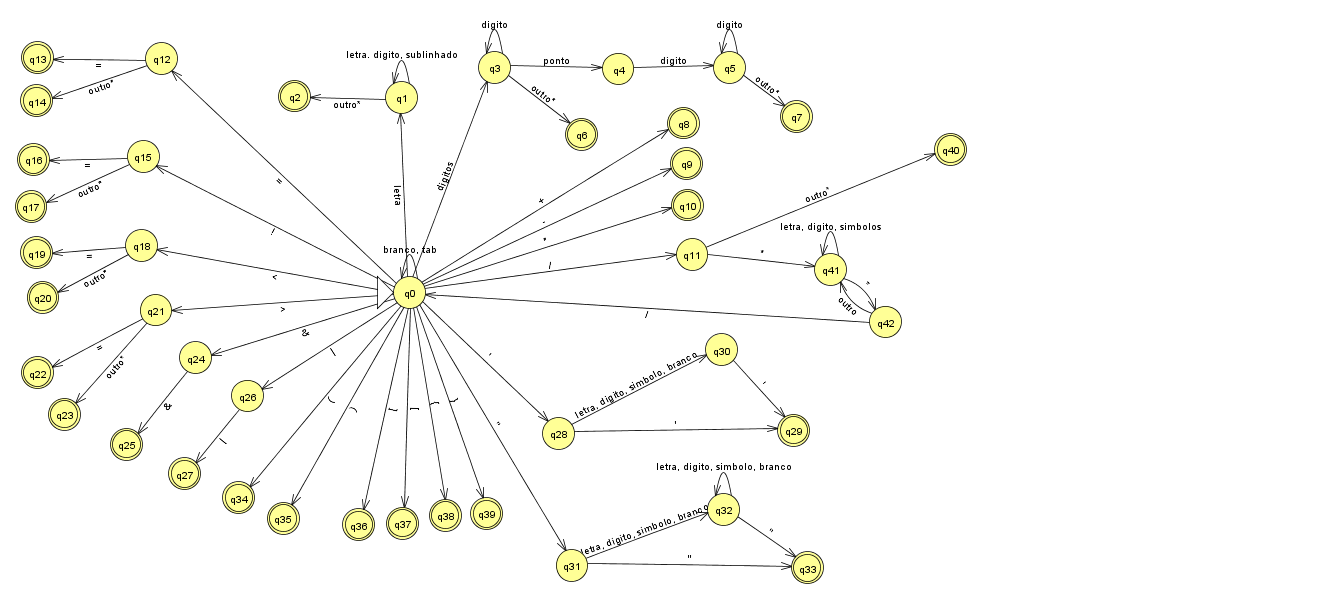 digito
digito
q13
=
q12
letra. digito, sublinhado
q3
ponto
q4
digito
q5
q14
outro*
q2
outro*
q1
outro*
outro*
q7
q8
q6
q16
=
q15
q9
q40
outro*
q17
=
letra
digitos
+
-
*
q10
outro*
!
letra, digito, simbolos
q19
=
q18
branco, tab
q11
*
q41
outro*
<
/
q20
q0
outro
q42
q21
>
/
=
&
q24
|
'
q30
letra, digito, simbolo, branco
q22
outro*
q26
'
q23
&
(
)
[
]
{
}
q28
'
q29
q25
|
"
q27
letra, digito, simbolo, branco
q34
q35
q36
q37
q38
q39
q32
letra, digito, simbolo, branco
"
q31
"
q33